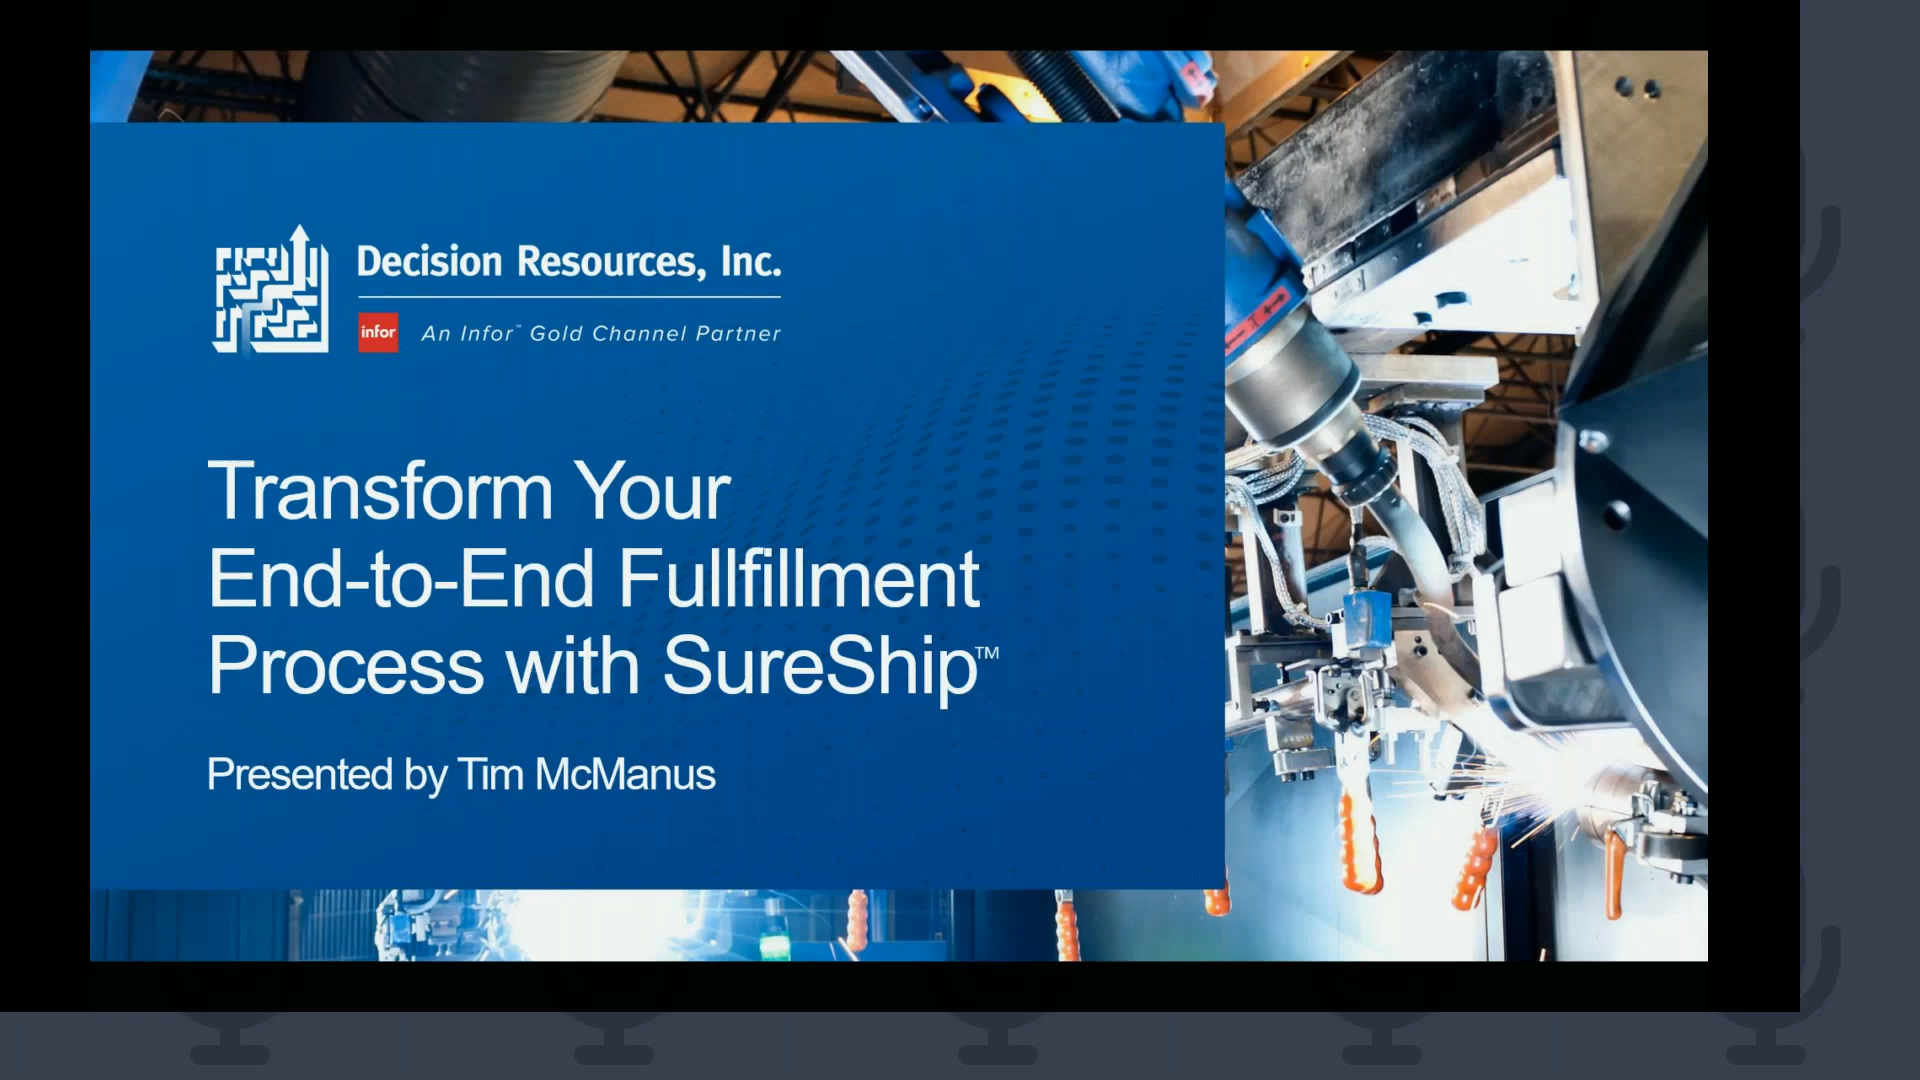 Decision Resources, Inc.
infor An Infor™ Gold Channel Partner
Transform Your
End-to-End Fullfillment
Process with SureShip™
Presented by Tim McManus